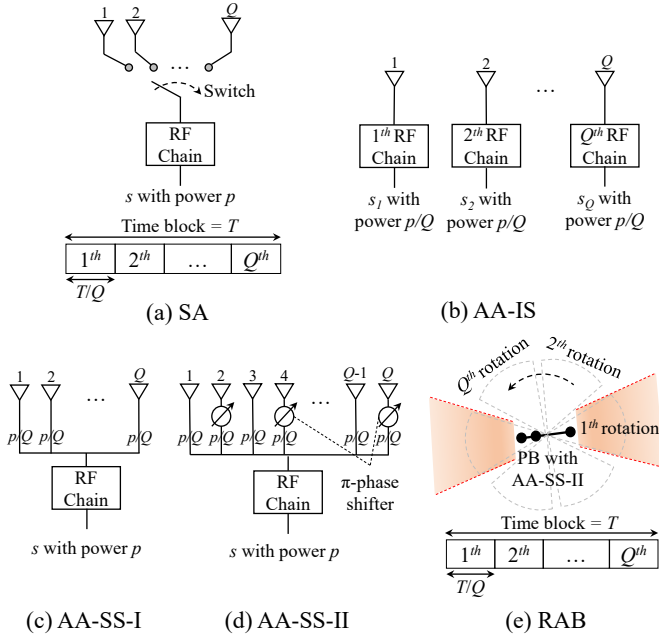 1 2 Q
Switch
RF
Chain
s with power p
Time block = T
1th 2th ... Qth
T/Q
(a) SA
1 2 ... Q
1th RF
Chain
2th RF
Chain
Qth RF
Chain
s1 with
power p/Q
s2 with
power p/Q
sQ with
power p/Q
(b) AA-IS
1 2 ... Q
p/Q p/Q p/Q
RF
Chain
s with power p
(c) AA-SS-I
1 2 3 4 ... Q-1 Q
p/Q p/Q p/Q p/Q p/Q p/Q
π-phase
shifter
RF
Chain
s with power p
(d) AA-SS-II
Qth rotation
2th rotation
1th rotation
PB with
AA-SS-II
Time block = T
1th 2th ... Qth
T/Q
(e) RAB